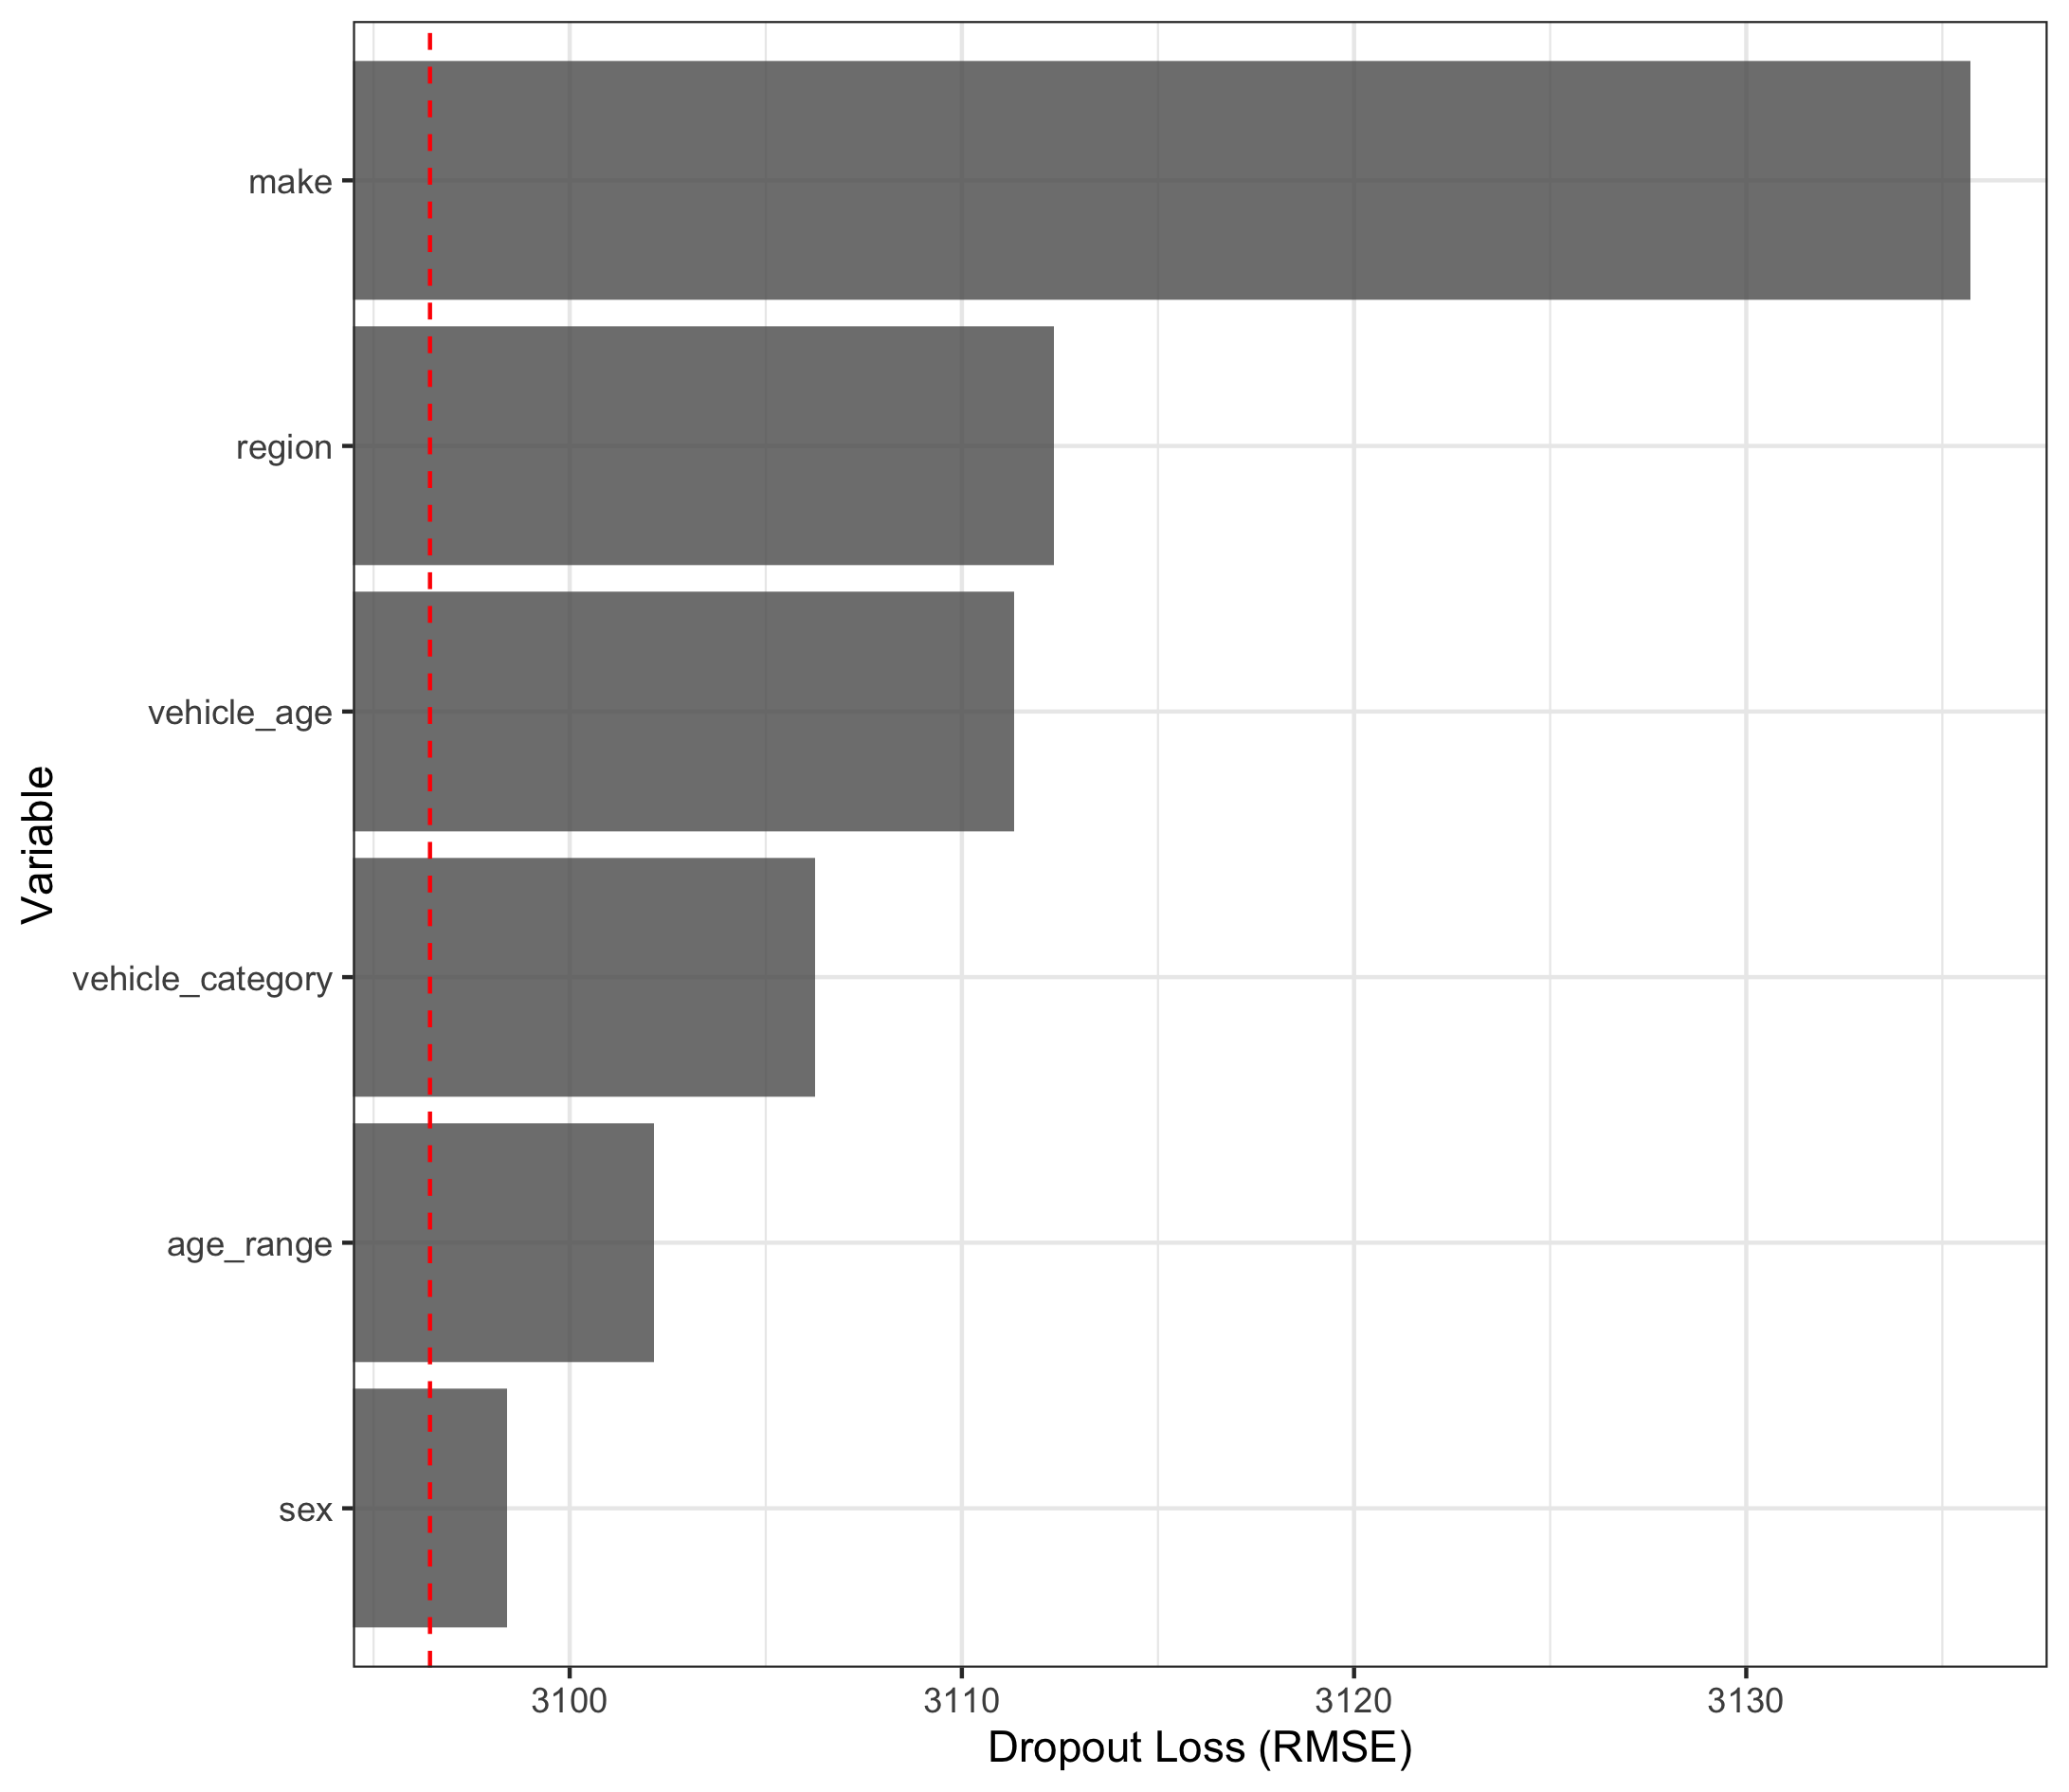 make
region
vehicle_age
vehicle_category
age_range
sex
Variable
3100 3110 3120 3130
Dropout Loss (RMSE)